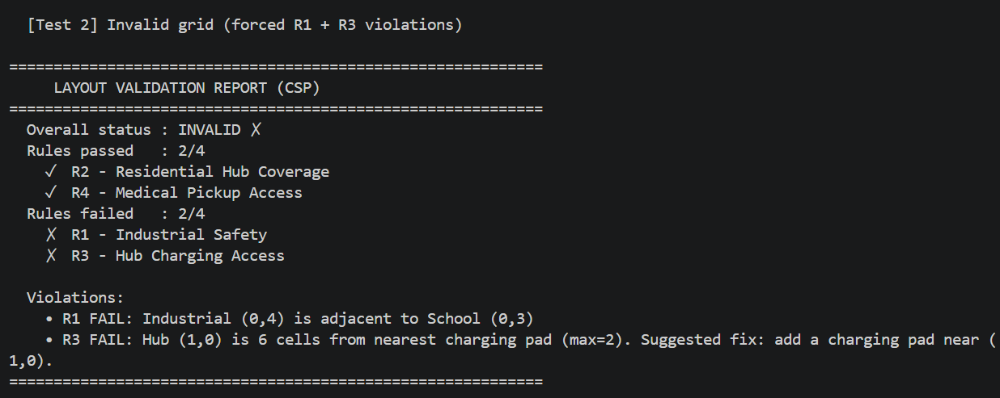 [Test 2] Invalid grid (forced R1 + R3 violations)
============================================================
LAYOUT VALIDATION REPORT (CSP)
============================================================
Overall status : INVALID ✗
Rules passed   : 2/4
✓ R2 - Residential Hub Coverage
✓ R4 - Medical Pickup Access
Rules failed   : 2/4
✗ R1 - Industrial Safety
✗ R3 - Hub Charging Access
Violations:
• R1 FAIL: Industrial (0,4) is adjacent to School (0,3)
• R3 FAIL: Hub (1,0) is 6 cells from nearest charging pad (max=2). Suggested fix: add a charging pad near (
1,0).
============================================================